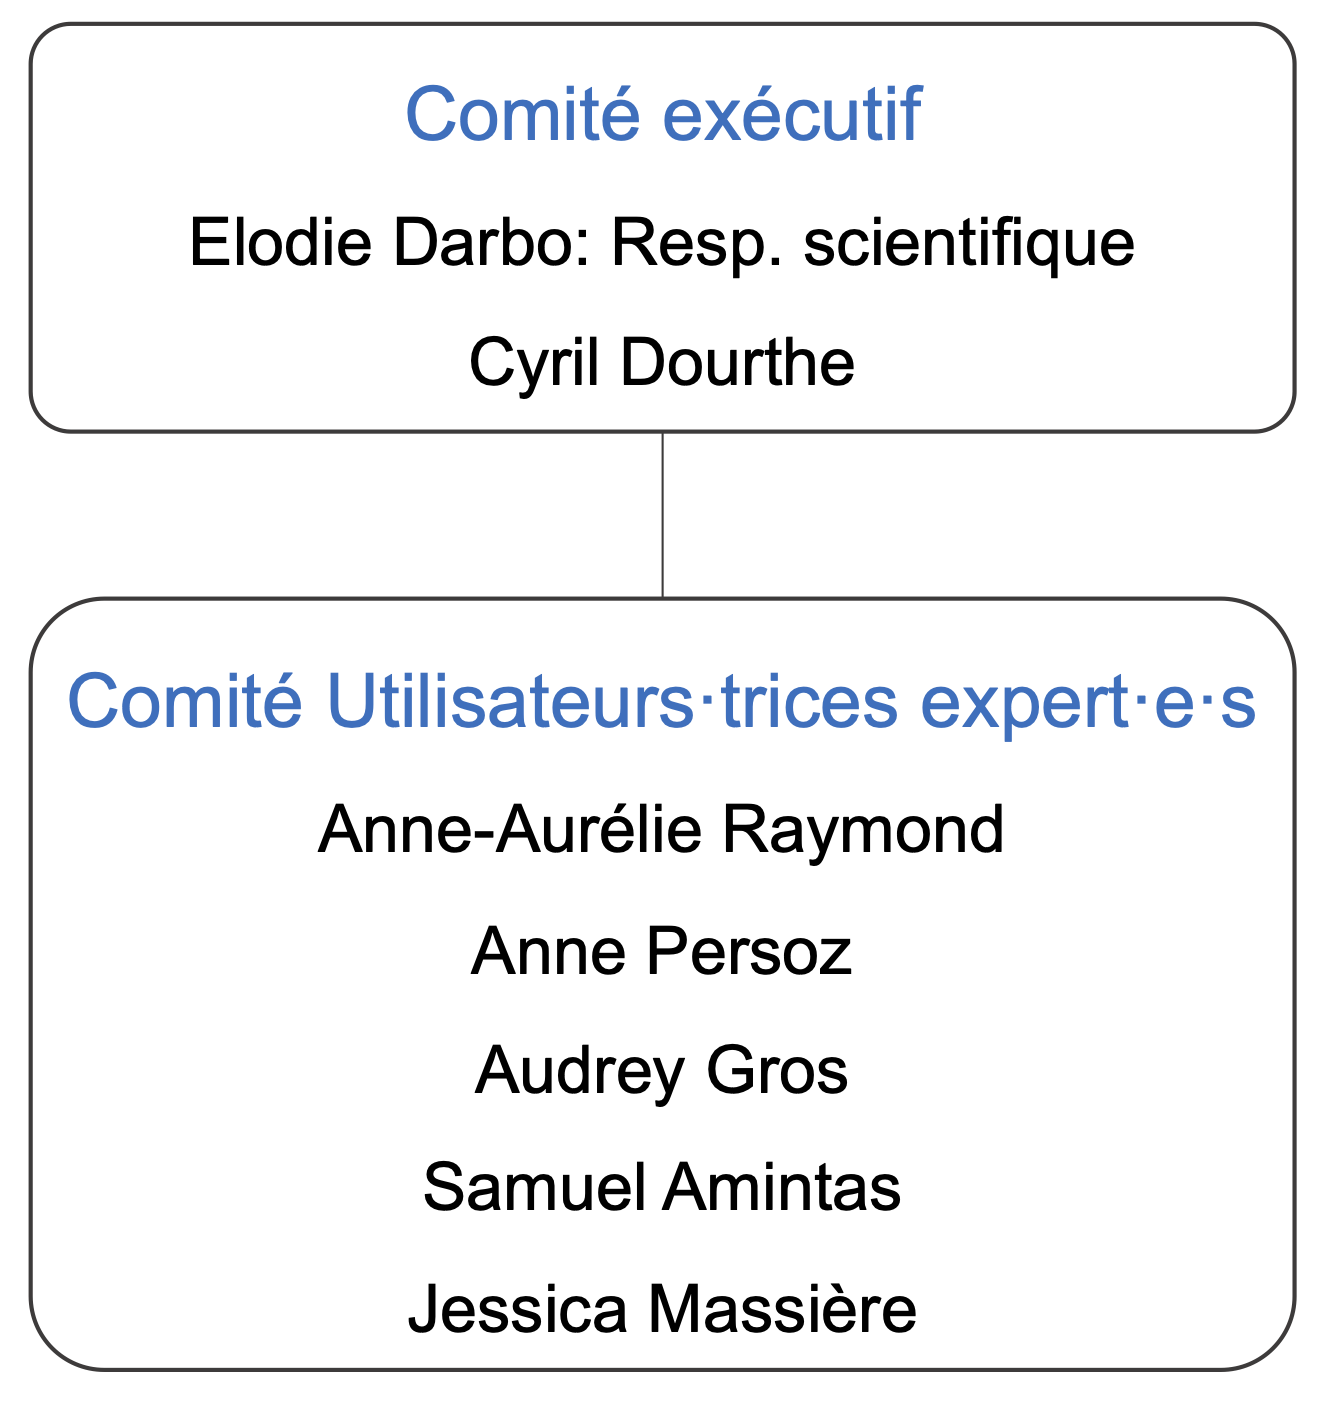 Comité exécutif
Elodie Darbo: Resp. scientifique
Cyril Dourthe
Comité Utilisateurs·trices expert·e·s
Anne-Aurélie Raymond
Anne Persoz
Audrey Gros
Samuel Amintas
Jessica Massière